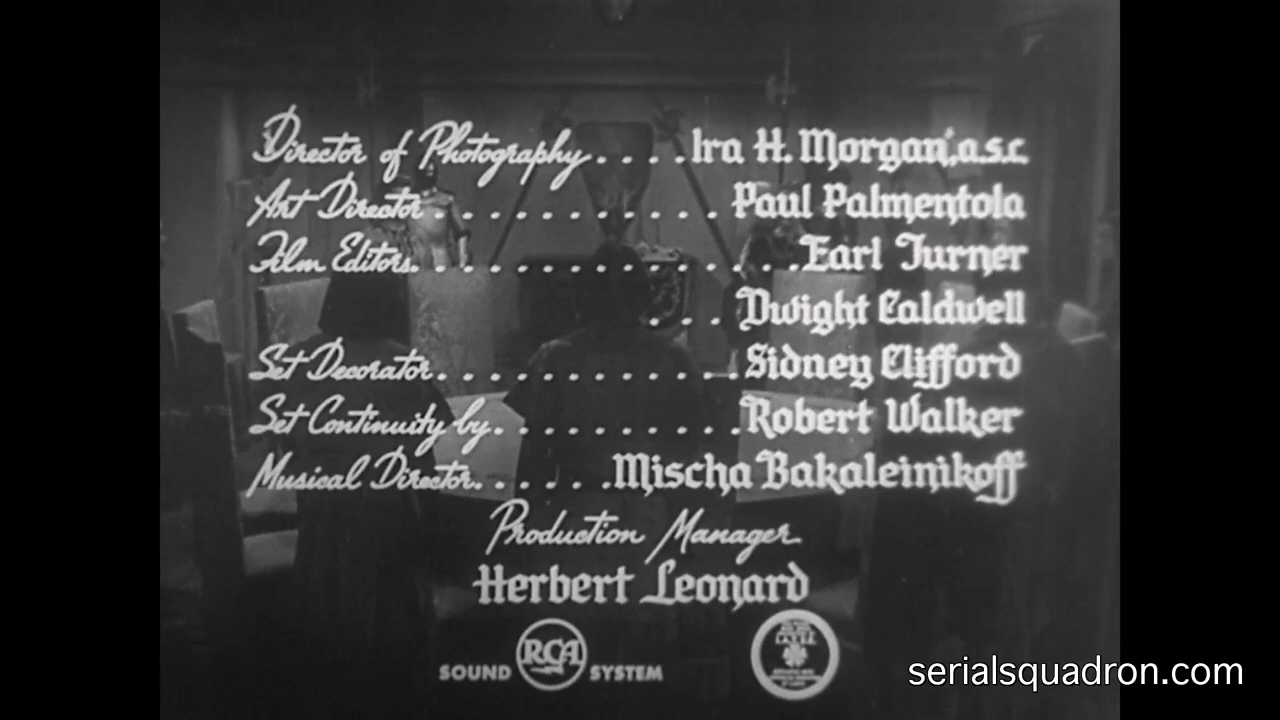 Director of Photography....Ira H. Morgan, a.s.c.
Art Director...........Paul Palmentola
Film Editors..............Earl Turner
...Dwight Caldwell
Set Decorator............Sidney Clifford
Set Continuity by..........Robert Walker
Musical Director......Mischa Bakaleinikoff
Production Manager
Herbert Leonard
SOUND RCA SYSTEM
I.A.T.S.E.
serialsquadron.com